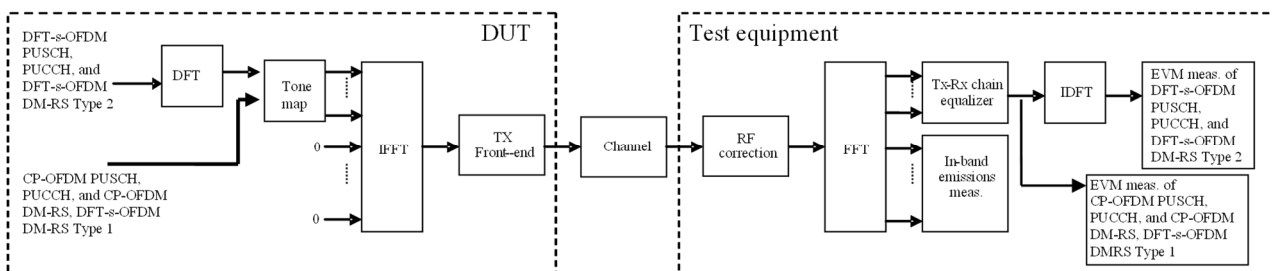 DUT
Test equipment
DFT-s-OFDM
PUSCH,
PUCCH, and
DFT-s-OFDM
DM-RS Type 2
DFT
Tone
map
CP-OFDM PUSCH,
PUCCH, and CP-OFDM
DM-RS, DFT-s-OFDM
DM-RS Type 1
0
0
IFFT
TX
Front--end
Channel
RF
correction
FFT
Tx-Rx chain
equalizer
In-band
emissions
meas.
IDFT
EVM meas. of
DFT-s-OFDM
PUSCH,
PUCCH, and
DFT-s-OFDM
DM-RS Type 2
EVM meas. of
CP-OFDM PUSCH,
PUCCH, and CP-OFDM
DM-RS, DFT-s-OFDM
DMRS Type 1